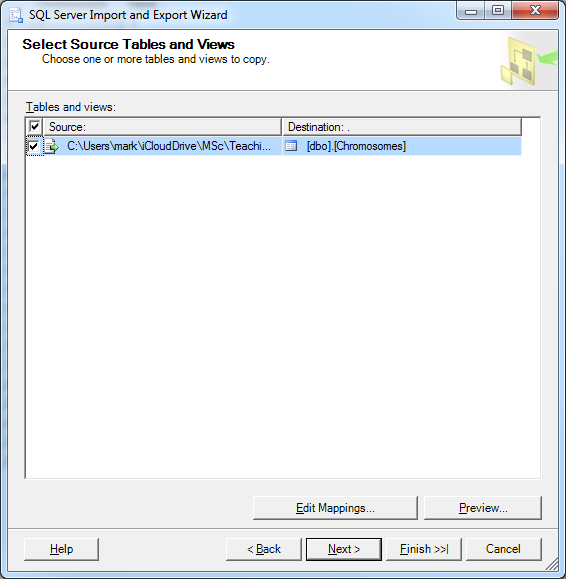 SQL Server Import and Export Wizard
Select Source Tables and Views
Choose one or more tables and views to copy.
Tables and views:
Source: Destination: .
C:\Users\mark\iCloudDrive\MSc\Teachi... [dbo].[Chromosomes]
Edit Mappings... Preview...
Help < Back Next > Finish >>|
Cancel